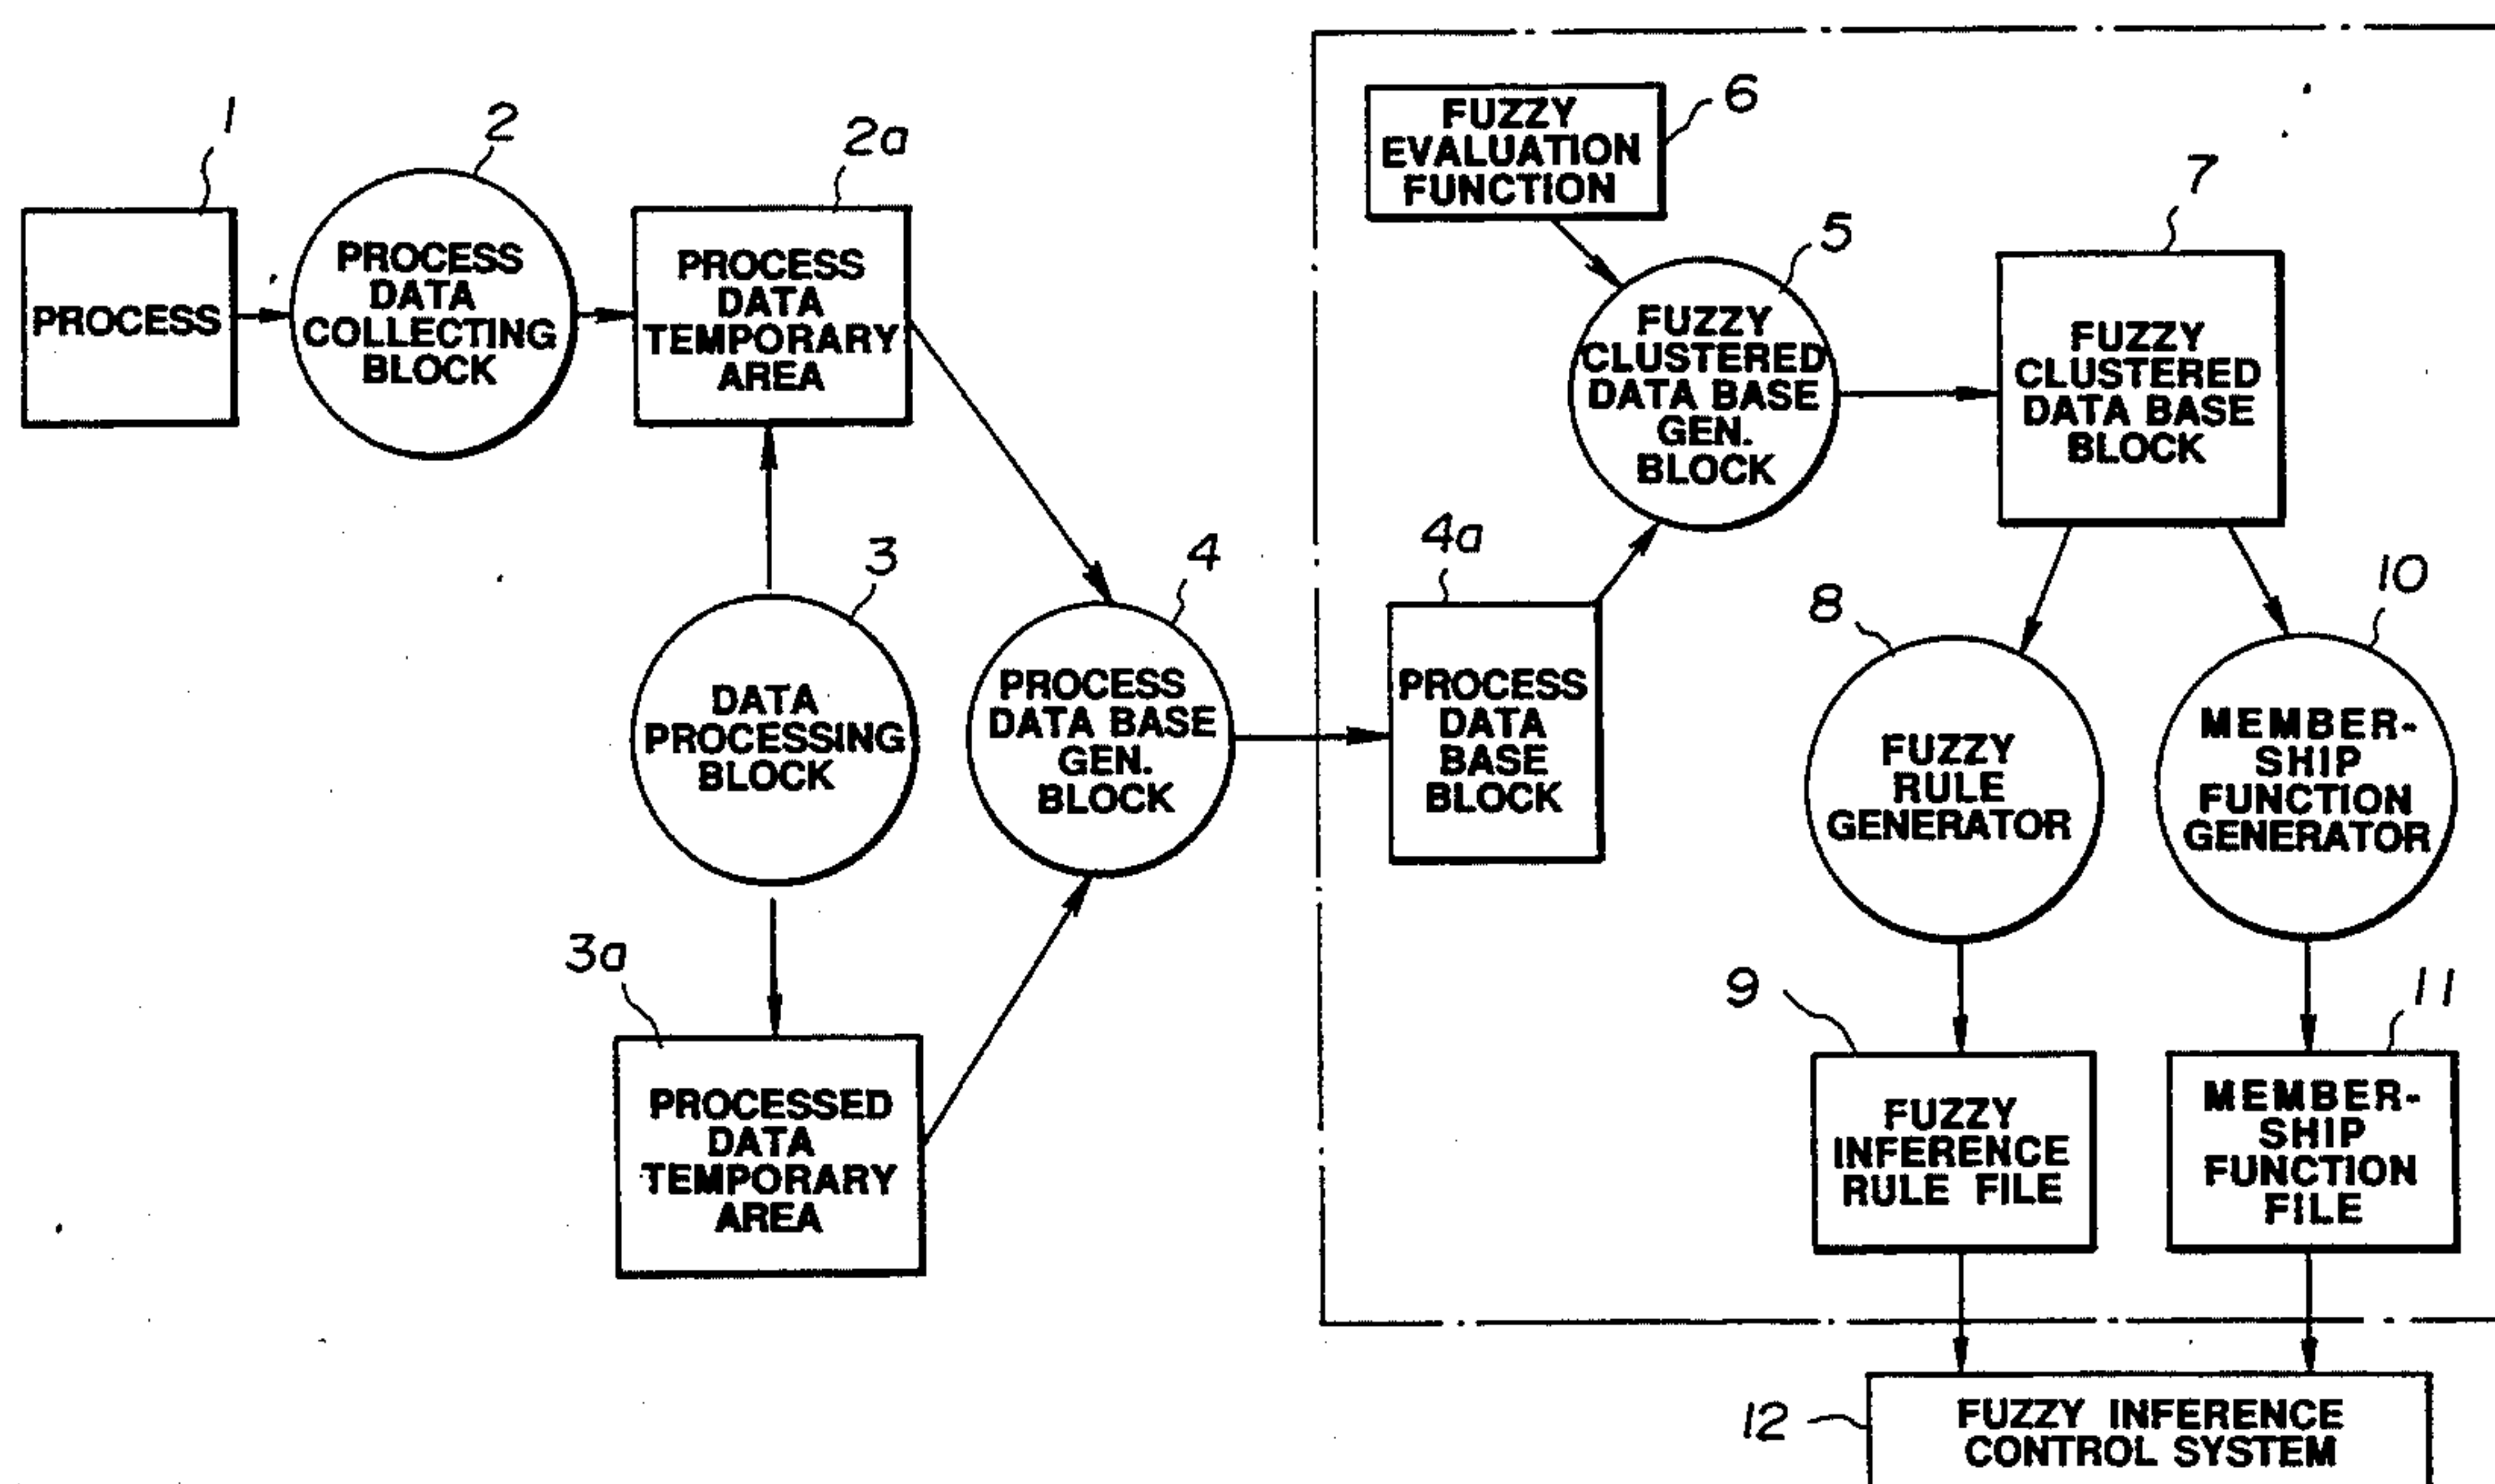 1
PROCESS
2
PROCESS
DATA
COLLECTING
BLOCK
2a
PROCESS
DATA
TEMPORARY
AREA
3
DATA
PROCESSING
BLOCK
3a
PROCESSED
DATA
TEMPORARY
AREA
4
PROCESS
DATA BASE
GEN.
BLOCK
4a
PROCESS
DATA
BASE
BLOCK
6
FUZZY
EVALUATION
FUNCTION
5
FUZZY
CLUSTERED
DATA BASE
GEN.
BLOCK
7
FUZZY
CLUSTERED
DATA BASE
BLOCK
8
FUZZY
RULE
GENERATOR
10
MEMBER-
SHIP
FUNCTION
GENERATOR
9
FUZZY
INFERENCE
RULE FILE
11
MEMBER-
SHIP
FUNCTION
FILE
12
FUZZY INFERENCE
CONTROL SYSTEM